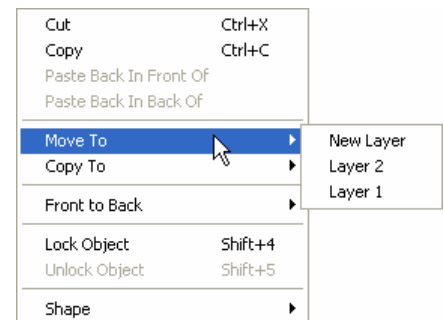 Cut Ctrl+X
Copy Ctrl+C
Paste Back In Front Of
Paste Back In Back Of
Move To
New Layer
Copy To
Layer 2
Layer 1
Front to Back
Lock Object Shift+4
Unlock Object Shift+5
Shape